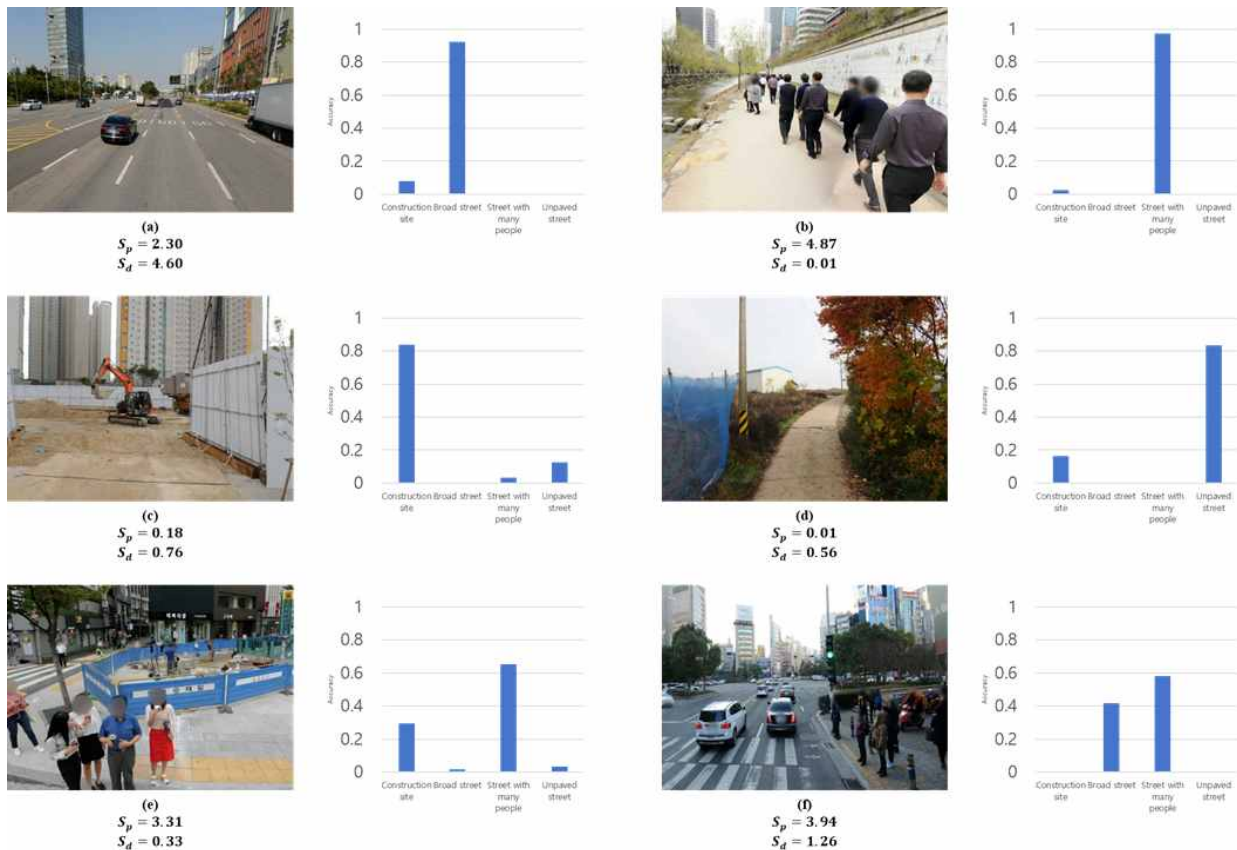 1
0.8
0.6
0.4
0.2
0
Accuracy
Construction site
Broad street
Street with many people
Unpaved street
(a)
S_p = 2.30
S_d = 4.60
1
0.8
0.6
0.4
0.2
0
Accuracy
Construction site
Broad street
Street with many people
Unpaved street
(b)
S_p = 4.87
S_d = 0.01
1
0.8
0.6
0.4
0.2
0
Accuracy
Construction site
Broad street
Street with many people
Unpaved street
(c)
S_p = 0.18
S_d = 0.76
1
0.8
0.6
0.4
0.2
0
Accuracy
Construction site
Broad street
Street with many people
Unpaved street
(d)
S_p = 0.01
S_d = 0.56
1
0.8
0.6
0.4
0.2
0
Accuracy
Construction site
Broad street
Street with many people
Unpaved street
(e)
S_p = 3.31
S_d = 0.33
1
0.8
0.6
0.4
0.2
0
Accuracy
Construction site
Broad street
Street with many people
Unpaved street
(f)
S_p = 3.94
S_d = 1.26